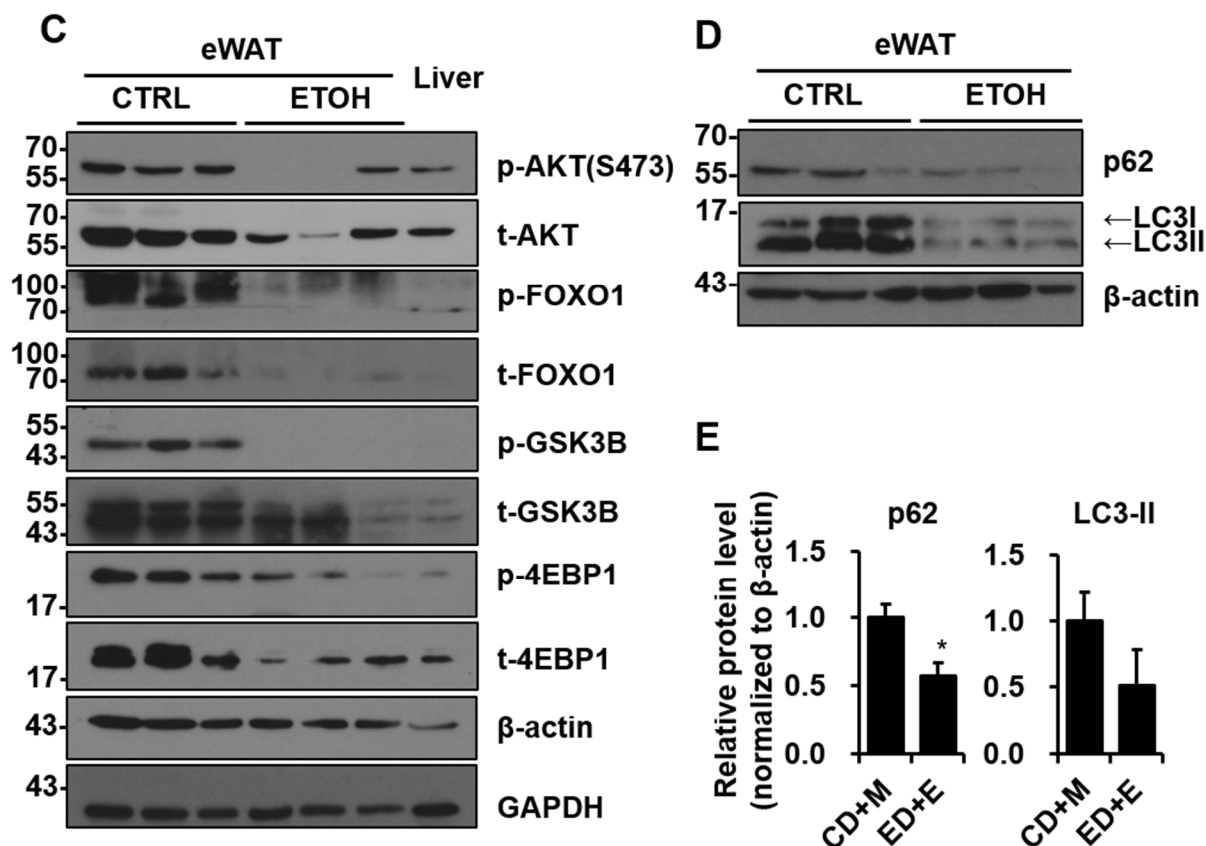 C
eWAT
Liver
CTRL ETOH
70-
55-
p-AKT(S473)
70-
55-
t-AKT
100-
70-
p-FOXO1
100-
70-
t-FOXO1
55-
43-
p-GSK3B
55-
43-
t-GSK3B
17-
p-4EBP1
17-
t-4EBP1
43-
β-actin
43-
GAPDH
D
eWAT
CTRL ETOH
70-
55-
p62
17-
←LC3I
←LC3II
43-
β-actin
E
Relative protein level
(normalized to β-actin)
p62
1.5
1.0
0.5
0.0
*
CD+M
ED+E
LC3-II
1.5
1.0
0.5
0.0
CD+M
ED+E